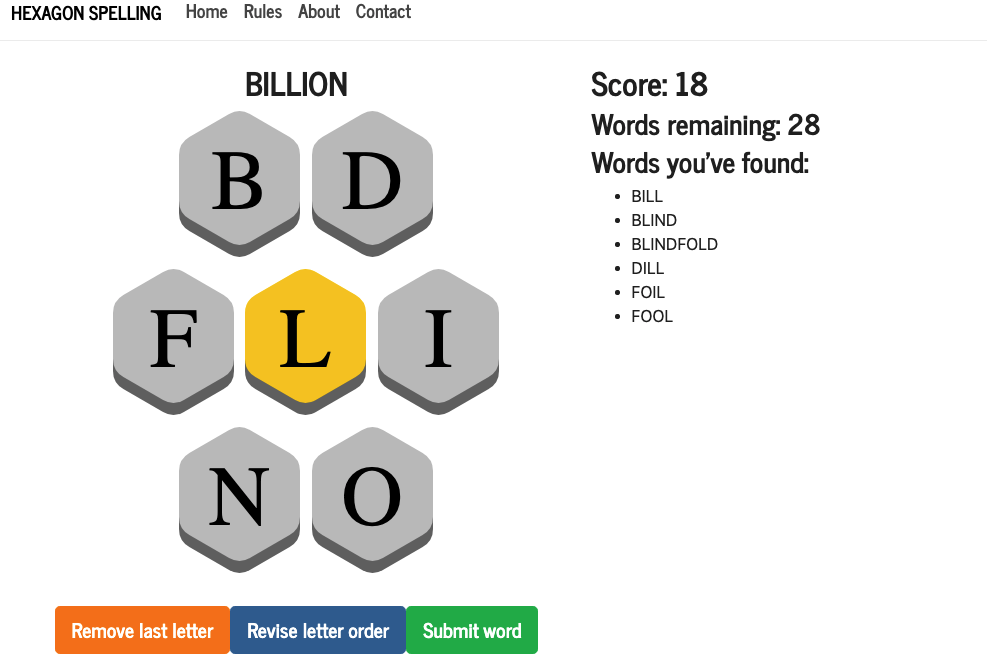 HEXAGON SPELLING Home Rules About Contact
BILLION
B D
F L I
N O
Remove last letter Revise letter order Submit word
Score: 18
Words remaining: 28
Words you've found:
BILL
BLIND
BLINDFOLD
DILL
FOIL
FOOL